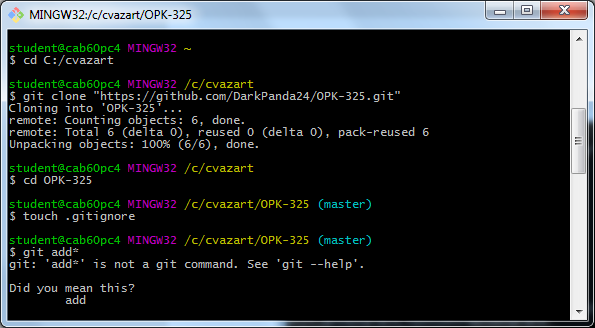 MINGW32:/c/cvazart/OPK-325
student@cab60pc4 MINGW32 ~
$ cd C:/cvazart
student@cab60pc4 MINGW32 /c/cvazart
$ git clone "https://github.com/DarkPanda24/OPK-325.git"
Cloning into 'OPK-325'...
remote: Counting objects: 6, done.
remote: Total 6 (delta 0), reused 0 (delta 0), pack-reused 6
Unpacking objects: 100% (6/6), done.
student@cab60pc4 MINGW32 /c/cvazart
$ cd OPK-325
student@cab60pc4 MINGW32 /c/cvazart/OPK-325 (master)
$ touch .gitignore
student@cab60pc4 MINGW32 /c/cvazart/OPK-325 (master)
$ git add*
git: 'add*' is not a git command. See 'git --help'.
Did you mean this?
add